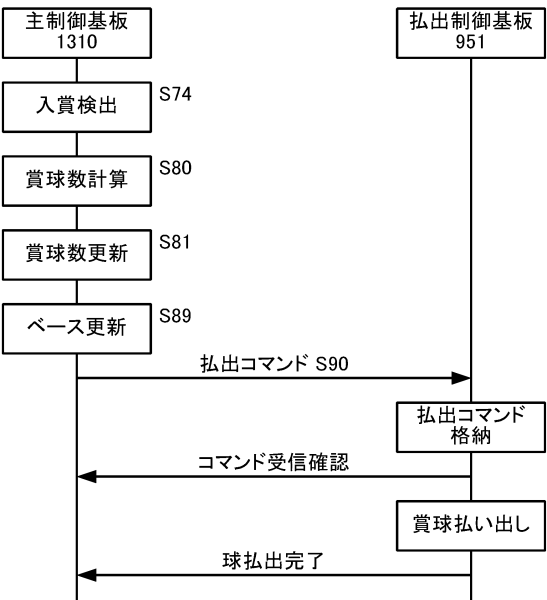 主制御基板
1310
払出制御基板
951
入賞検出
S74
賞球数計算
S80
賞球数更新
S81
ベース更新
S89
払出コマンド S90
払出コマンド
格納
コマンド受信確認
賞球払い出し
球払出完了